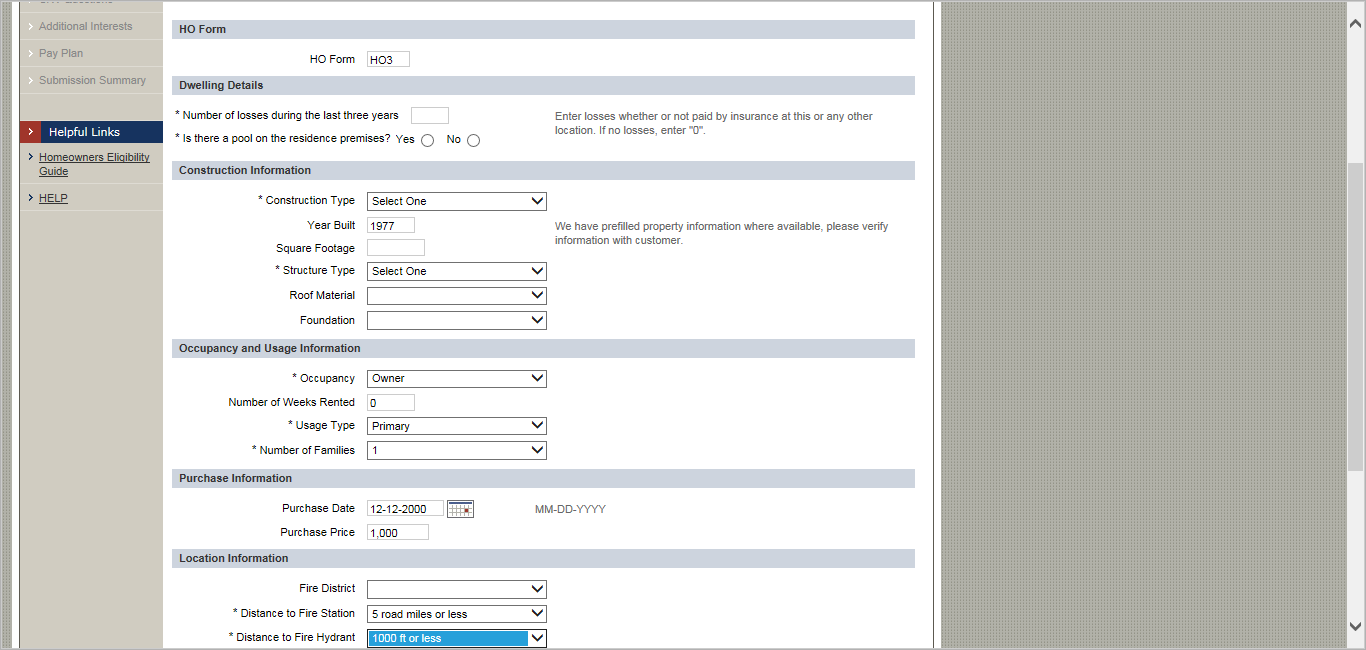 Additional Interests
Pay Plan
Submission Summary
Helpful Links
Homeowners Eligibility
Guide
HELP
HO Form
HO Form HO3
Dwelling Details
* Number of losses during the last three years
Enter losses whether or not paid by insurance at this or any other
location. If no losses, enter "0".
* Is there a pool on the residence premises? Yes No
Construction Information
* Construction Type Select One
Year Built 1977
We have prefilled property information where available, please verify
information with customer.
Square Footage
* Structure Type Select One
Roof Material
Foundation
Occupancy and Usage Information
* Occupancy Owner
Number of Weeks Rented 0
* Usage Type Primary
* Number of Families 1
Purchase Information
Purchase Date 12-12-2000 MM-DD-YYYY
Purchase Price 1,000
Location Information
Fire District
* Distance to Fire Station 5 road miles or less
* Distance to Fire Hydrant 1000 ft or less